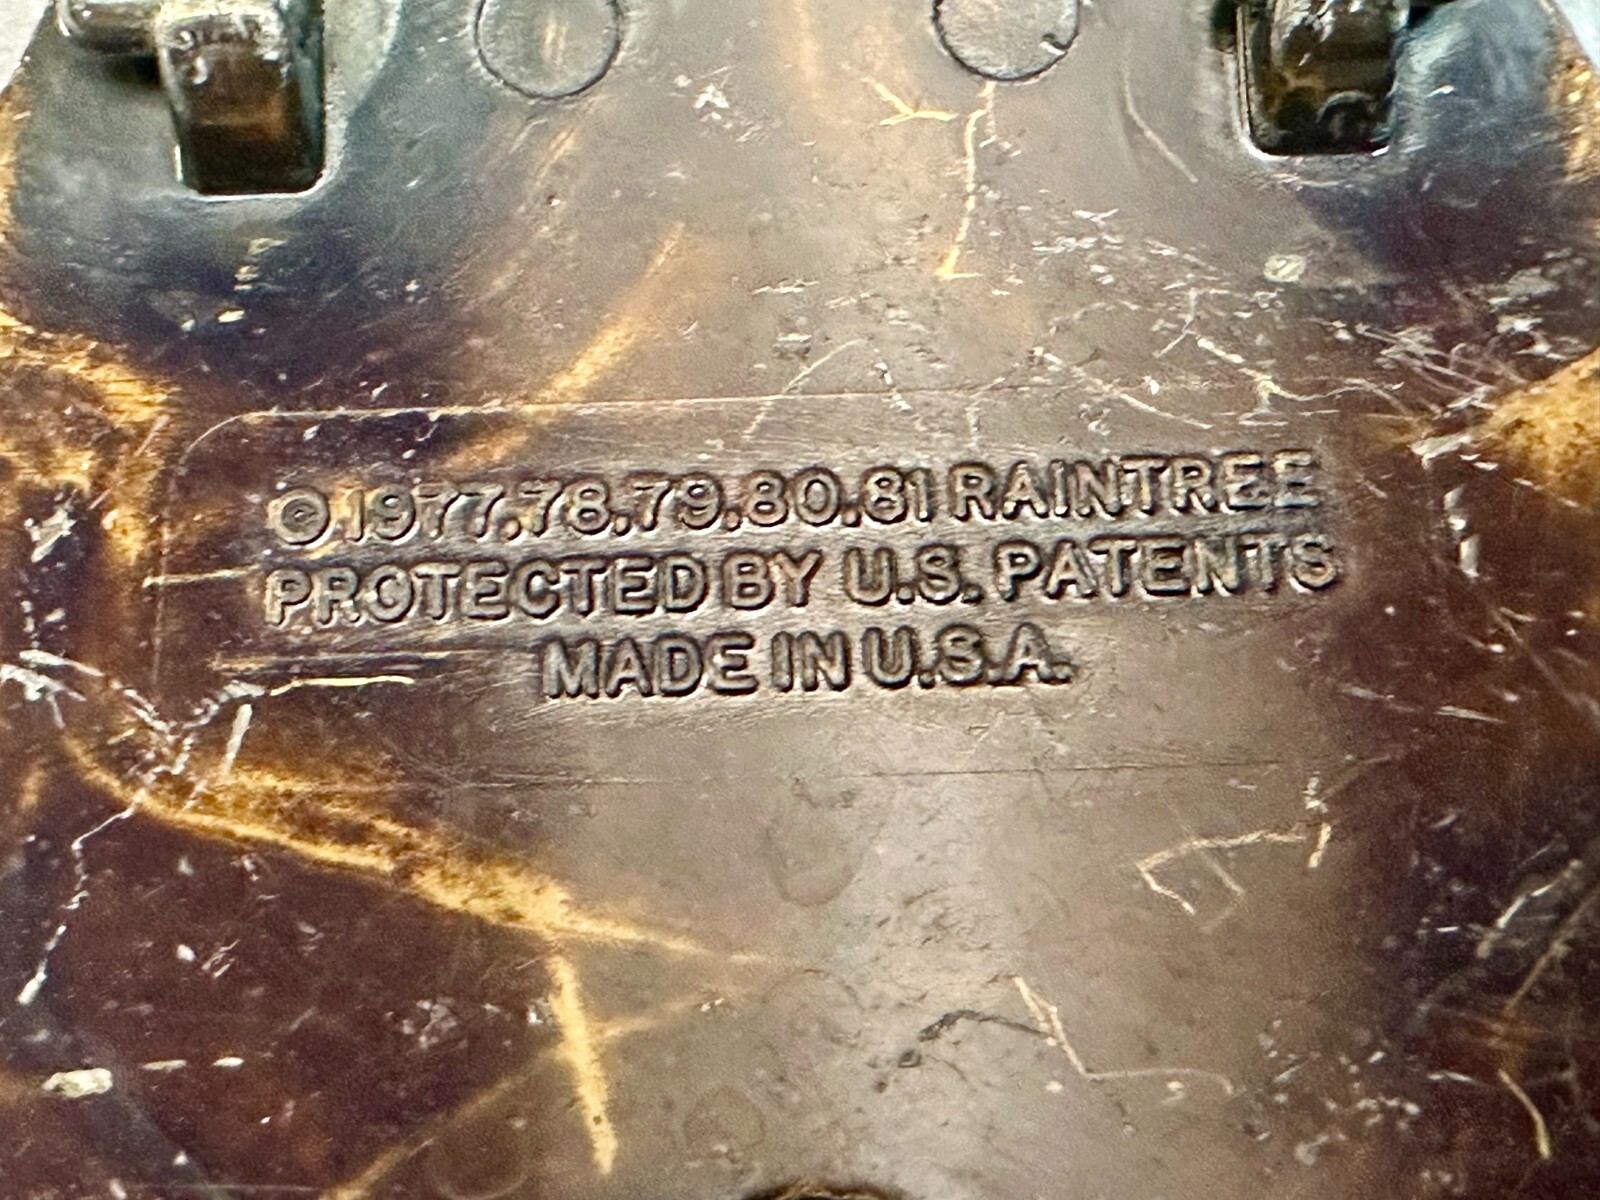 ©1977,78,79,80,81 RAINTREE
PROTECTED BY U.S. PATENTS
MADE IN U.S.A.